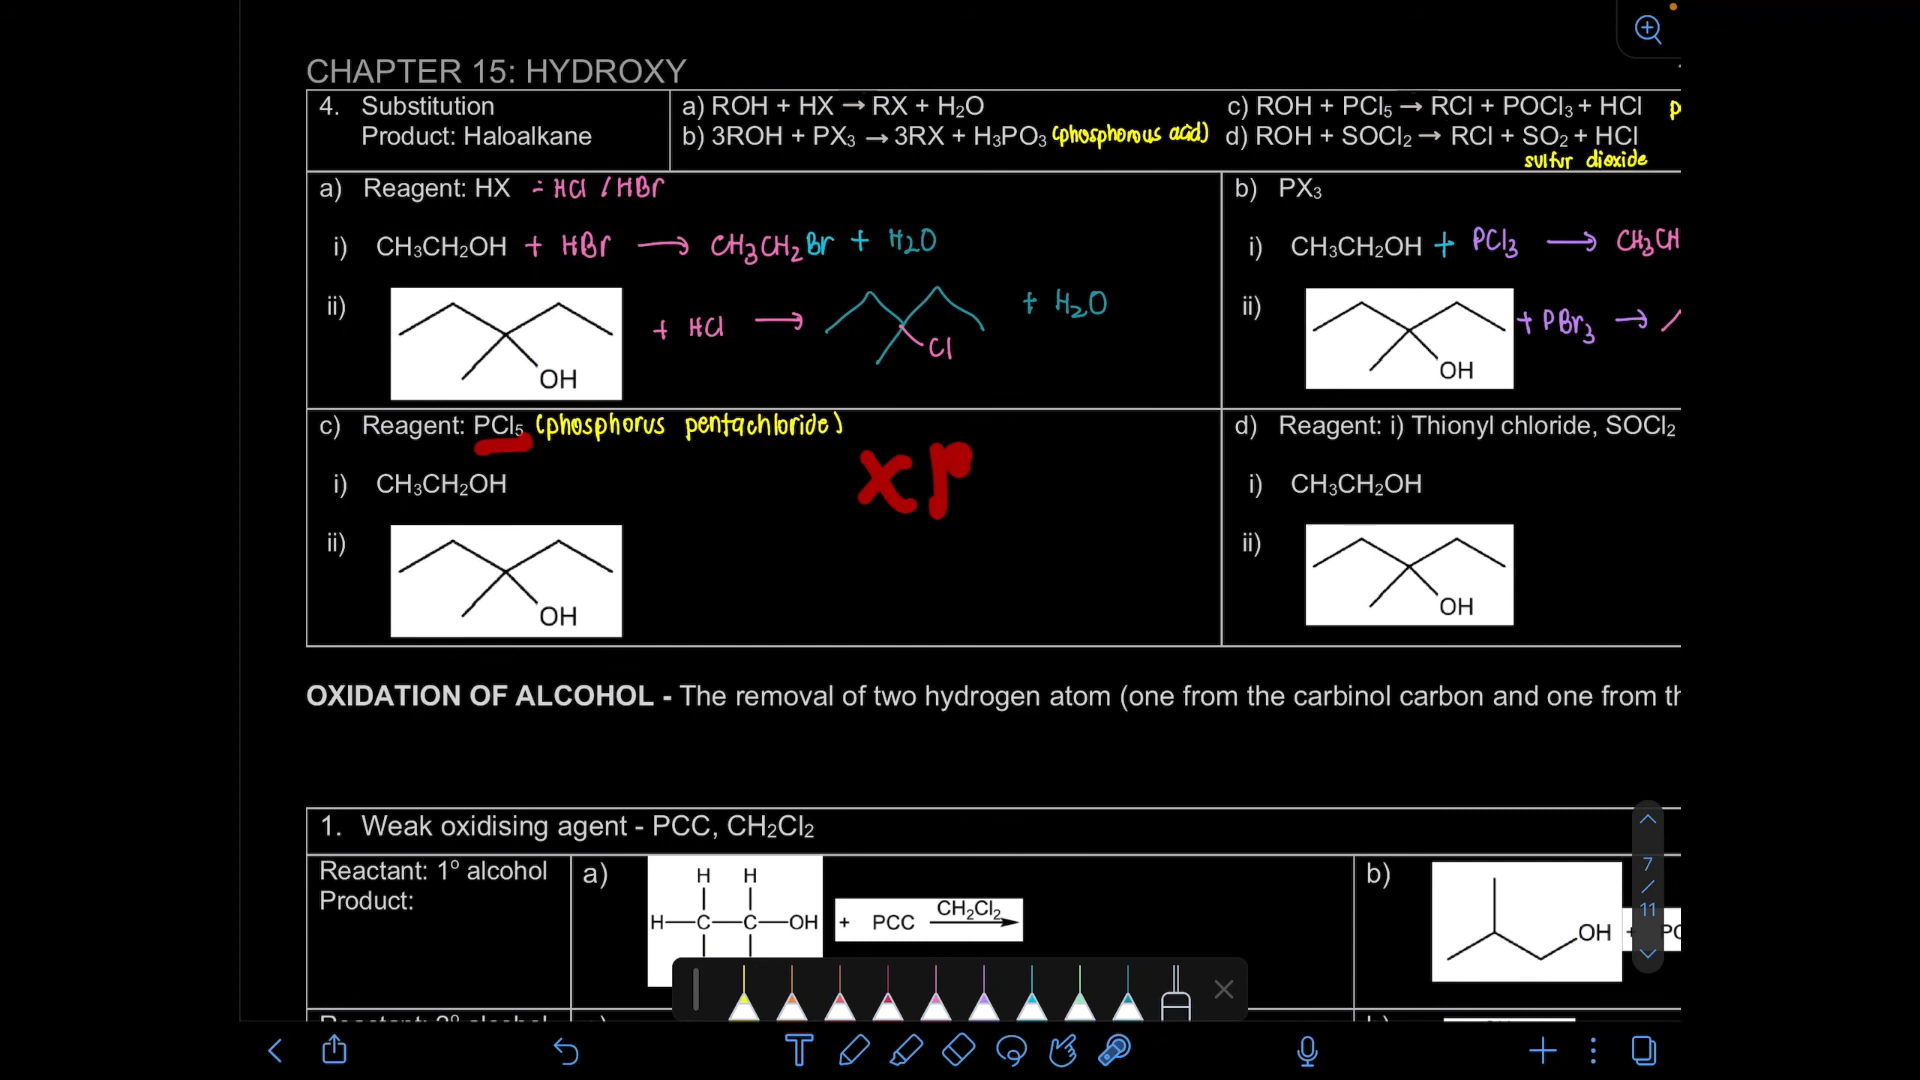 CHAPTER 15: HYDROXY
4. Substitution
Product: Haloalkane
a) ROH + HX → RX + H₂O
b) 3ROH + PX₃ → 3RX + H₃PO₃ (phosphorous acid)
c) ROH + PCl₅ → RCl + POCl₃ + HCl
d) ROH + SOCl₂ → RCl + SO₂ + HCl
sulfur dioxide
a) Reagent: HX = HCl / HBr
i) CH₃CH₂OH + HBr → CH₃CH₂Br + H₂O
ii)
OH
+ HCl →
Cl
+ H₂O
b) PX₃
i) CH₃CH₂OH + PCl₃ → CH₃CH
ii)
OH
+ PBr₃ →
c) Reagent: PCl₅ (phosphorus pentachloride)
i) CH₃CH₂OH
ii)
OH
d) Reagent: i) Thionyl chloride, SOCl₂
i) CH₃CH₂OH
ii)
OH
OXIDATION OF ALCOHOL - The removal of two hydrogen atom (one from the carbinol carbon and one from
1. Weak oxidising agent - PCC, CH₂Cl₂
Reactant: 1º alcohol
Product:
a)
H H
H C C OH
+ PCC CH₂Cl₂
b)
OH +
7
/
11